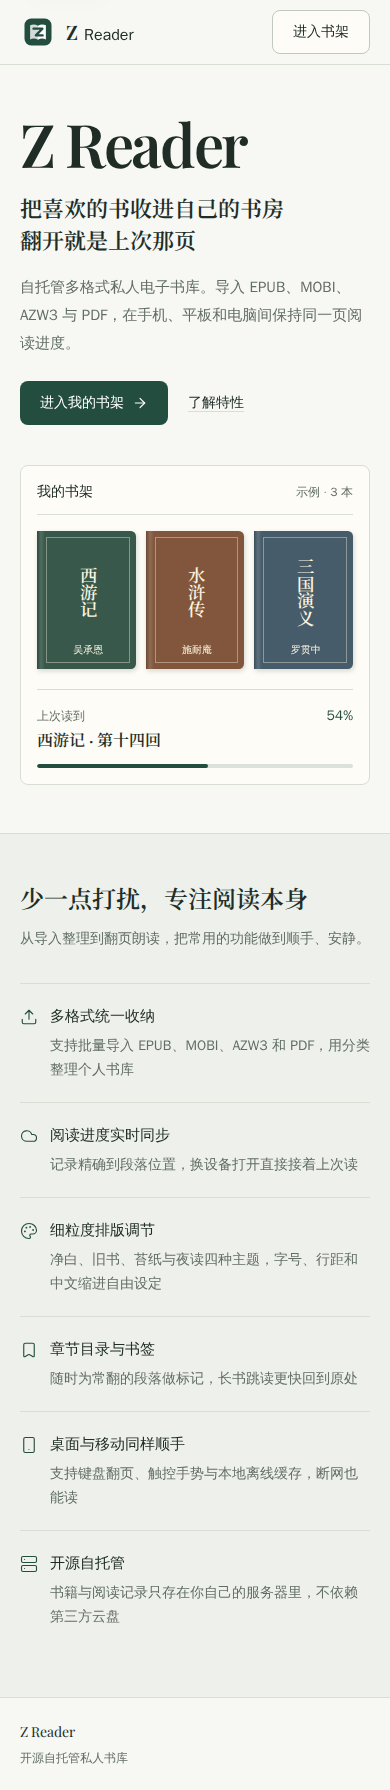 Z Reader
进入书架
Z Reader
把喜欢的书收进自己的书房
翻开就是上次那页
自托管多格式私人电子书库。导入 EPUB、MOBI、
AZW3 与 PDF，在手机、平板和电脑间保持同一页阅
读进度。
进入我的书架
了解特性
我的书架
示例 · 3 本
西游记
吴承恩
水浒传
施耐庵
三国演义
罗贯中
上次读到
54%
西游记 · 第十四回
少一点打扰，专注阅读本身
从导入整理到翻页朗读，把常用的功能做到顺手、安静。
多格式统一收纳
支持批量导入 EPUB、MOBI、AZW3 和 PDF，用分类
整理个人书库
阅读进度实时同步
记录精确到段落位置，换设备打开直接接着上次读
细粒度排版调节
净白、旧书、苔纸与夜读四种主题，字号、行距和
中文缩进自由设定
章节目录与书签
随时为常翻的段落做标记，长书跳读更快回到原处
桌面与移动同样顺手
支持键盘翻页、触控手势与本地离线缓存，断网也
能读
开源自托管
书籍与阅读记录只存在你自己的服务器里，不依赖
第三方云盘
Z Reader
开源自托管私人书库